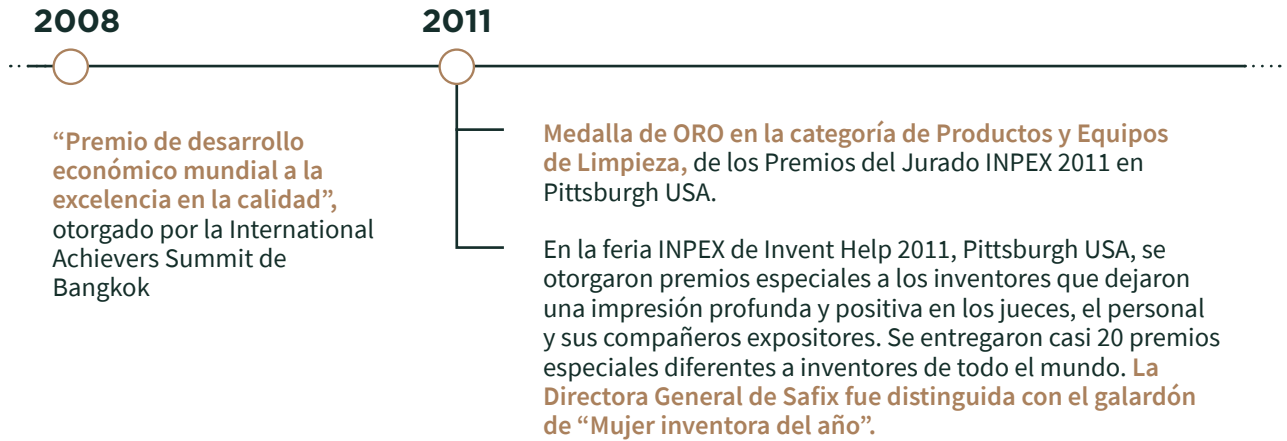 2008
“Premio de desarrollo
económico mundial a la
excelencia en la calidad”,
otorgado por la International
Achievers Summit de
Bangkok
2011
Medalla de ORO en la categoría de Productos y Equipos
de Limpieza, de los Premios del Jurado INPEX 2011 en
Pittsburgh USA.
En la feria INPEX de Invent Help 2011, Pittsburgh USA, se
otorgaron premios especiales a los inventores que dejaron
una impresión profunda y positiva en los jueces, el personal
y sus compañeros expositores. Se entregaron casi 20 premios
especiales diferentes a inventores de todo el mundo. La
Directora General de Safix fue distinguida con el galardón
de “Mujer inventora del año”.